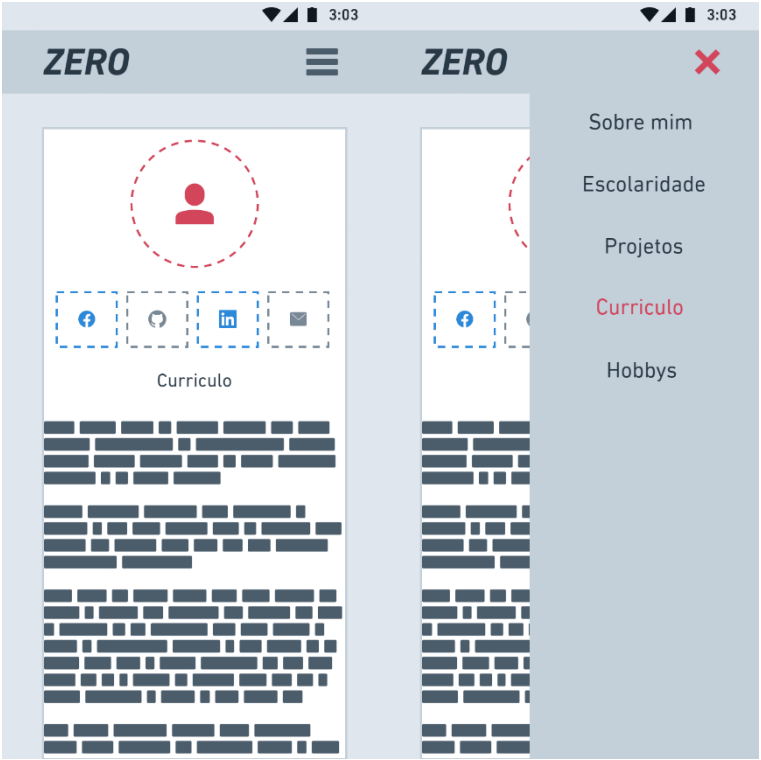 3:03
ZERO
Curriculo
3:03
ZERO
Sobre mim
Escolaridade
Projetos
Curriculo
Hobbys